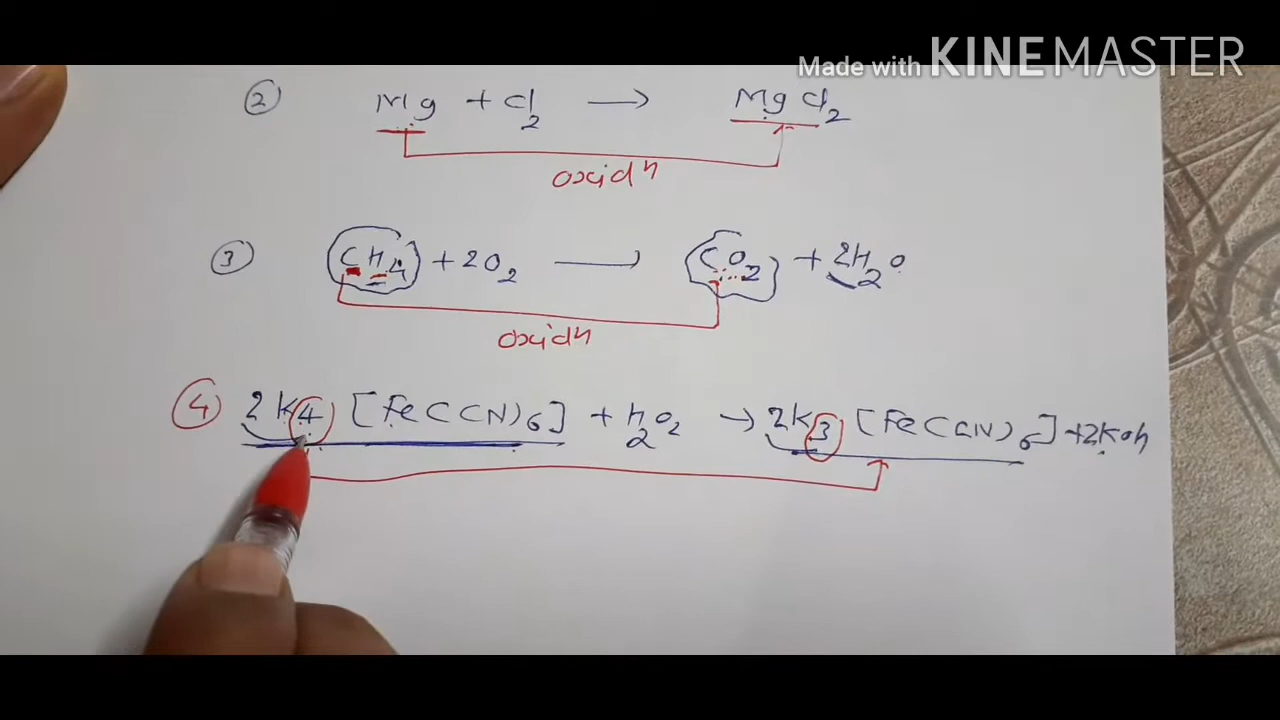 Made with KINEMASTER
② Mg + Cl₂ → MgCl₂
oxidⁿ
③ CH₄ + 2O₂ → CO₂ + 2H₂O
oxidⁿ
④ 2K₄ [Fe(CN)₆] + H₂O₂ → 2K₃ [Fe(CN)₆] + 2KOH